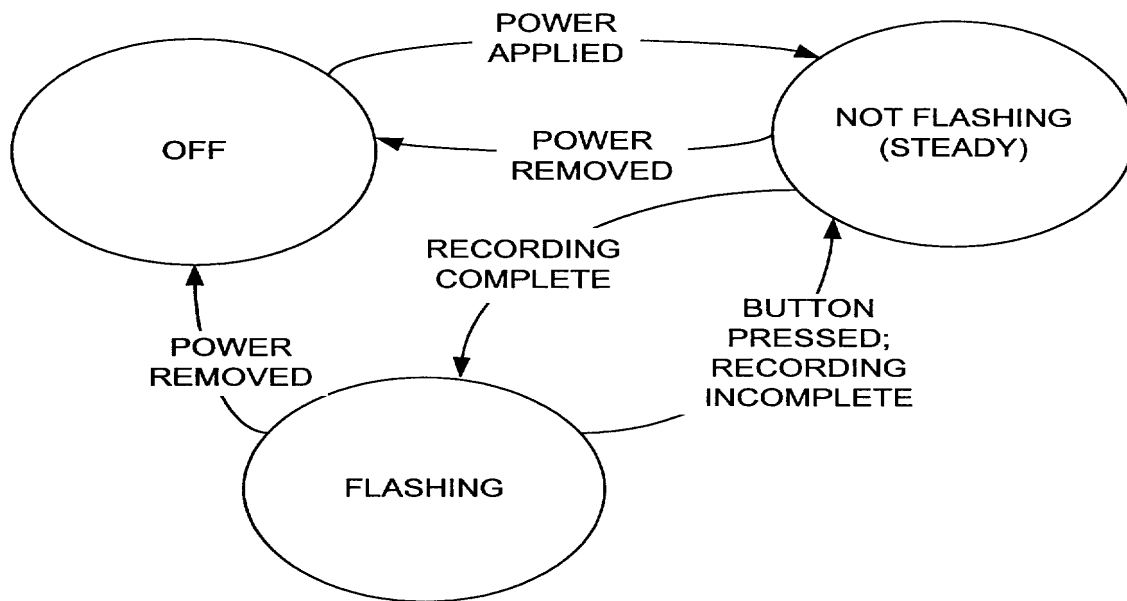 POWER
APPLIED
OFF
NOT FLASHING
(STEADY)
POWER
REMOVED
RECORDING
COMPLETE
BUTTON
PRESSED;
RECORDING
INCOMPLETE
POWER
REMOVED
FLASHING